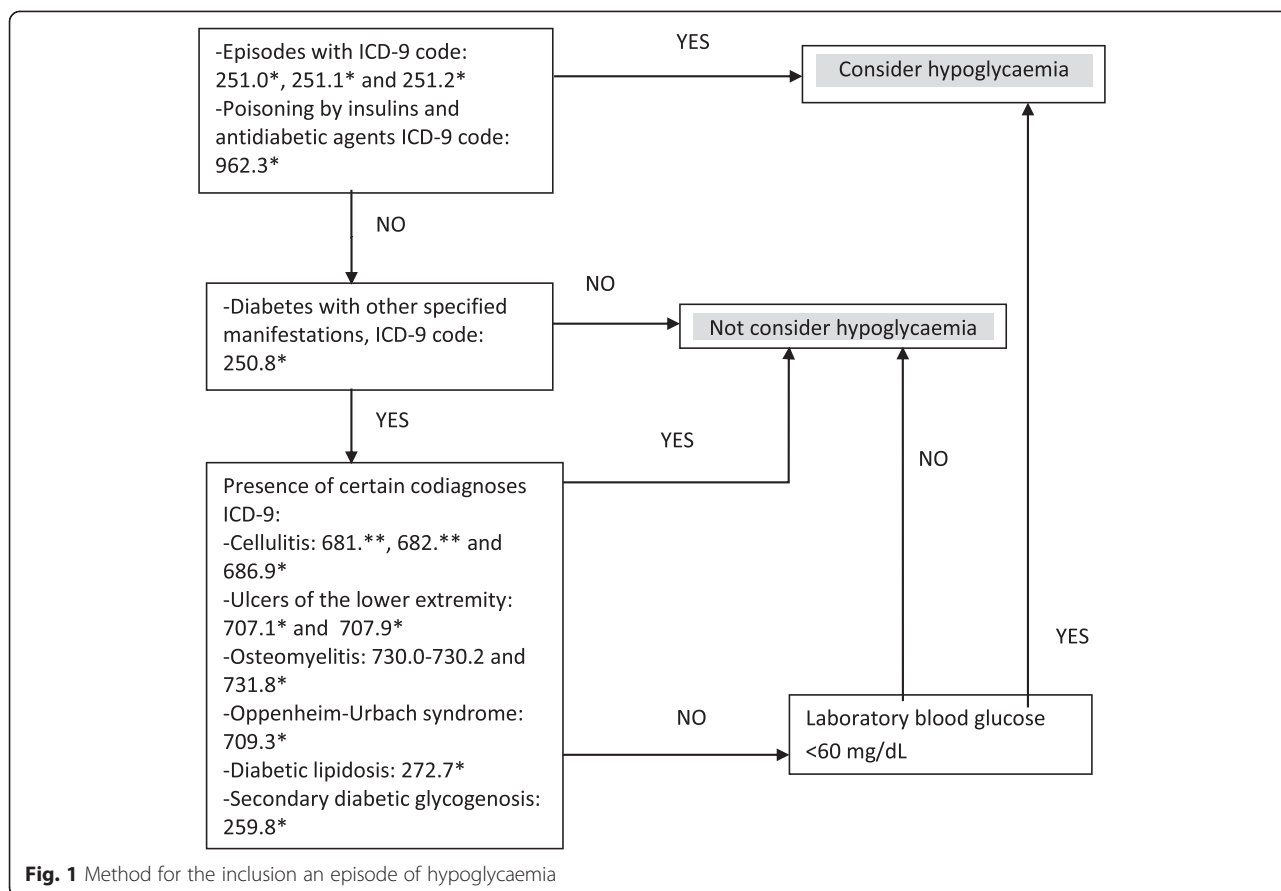 -Episodes with ICD-9 code:
251.0*, 251.1* and 251.2*
-Poisoning by insulins and
antidiabetic agents ICD-9 code:
962.3*
YES
Consider hypoglycaemia
NO
-Diabetes with other specified
manifestations, ICD-9 code:
250.8*
NO
Not consider hypoglycaemia
YES
Presence of certain codiagnoses
ICD-9:
-Cellulitis: 681.**, 682.** and
686.9*
-Ulcers of the lower extremity:
707.1* and 707.9*
-Osteomyelitis: 730.0-730.2 and
731.8*
-Oppenheim-Urbach syndrome:
709.3*
-Diabetic lipidosis: 272.7*
-Secondary diabetic glycogenosis:
259.8*
YES
NO
NO
YES
Laboratory blood glucose
<60 mg/dL
Fig. 1 Method for the inclusion an episode of hypoglycaemia